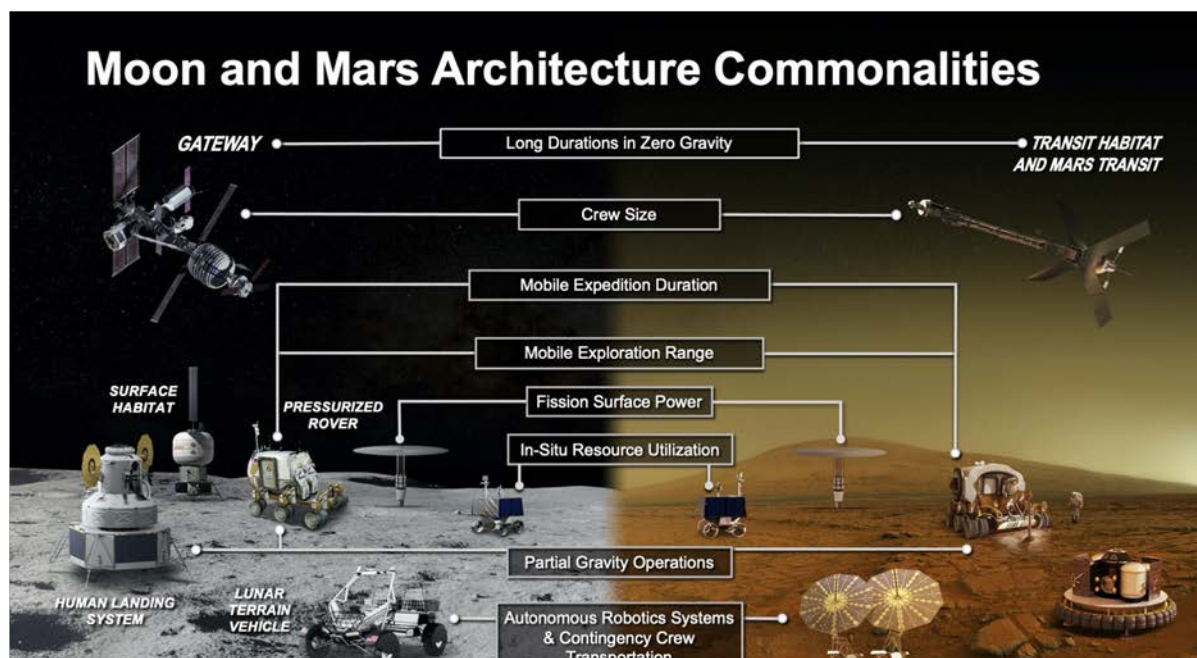 Moon and Mars Architecture Commonalities
GATEWAY
Long Durations in Zero Gravity
TRANSIT HABITAT
AND MARS TRANSIT
Crew Size
Mobile Expedition Duration
Mobile Exploration Range
SURFACE
HABITAT
PRESSURIZED
ROVER
Fission Surface Power
In-Situ Resource Utilization
Partial Gravity Operations
HUMAN LANDING
SYSTEM
LUNAR
TERRAIN
VEHICLE
Autonomous Robotics Systems
& Contingency Crew
Transportation